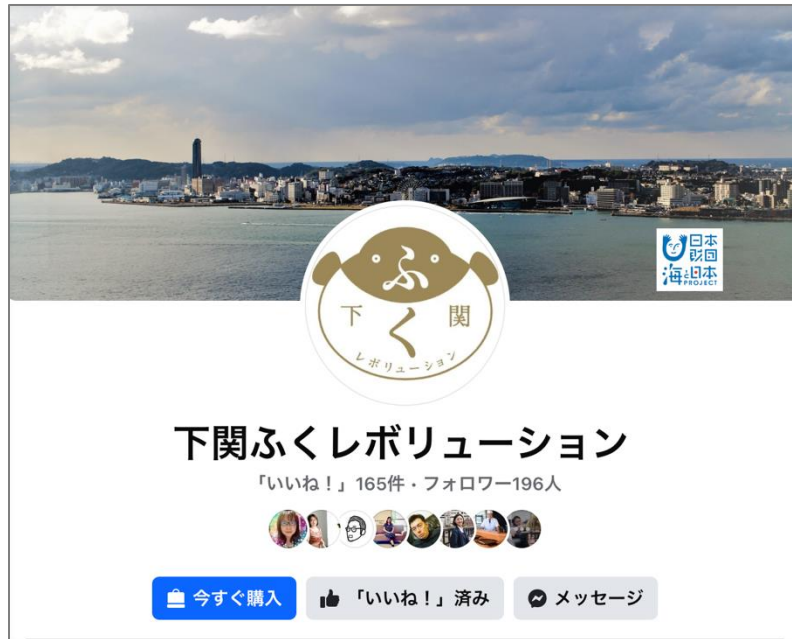 日本
財団
海と日本
PROJECT
ふく
下関
レボリューション
下関ふくレボリューション
「いいね！」165件・フォロワー196人
今すぐ購入
「いいね！」済み
メッセージ